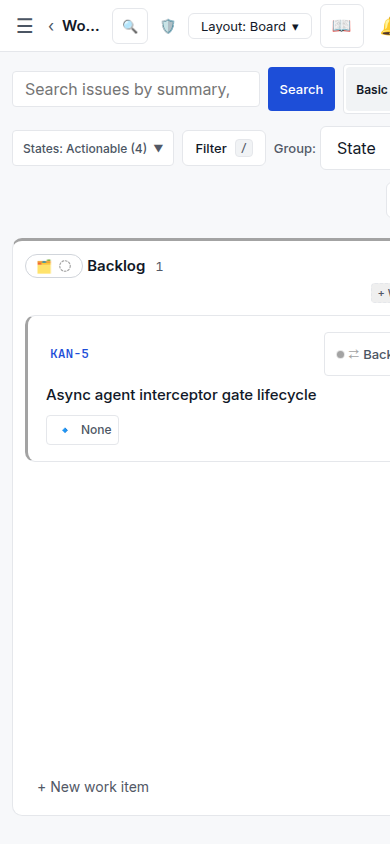 Wo...
Layout: Board ▾
Search issues by summary,
Search
Basic
States: Actionable (4) ▼
Filter /
Group:
State
Backlog 1
+
KAN-5
Back
Async agent interceptor gate lifecycle
None
+ New work item